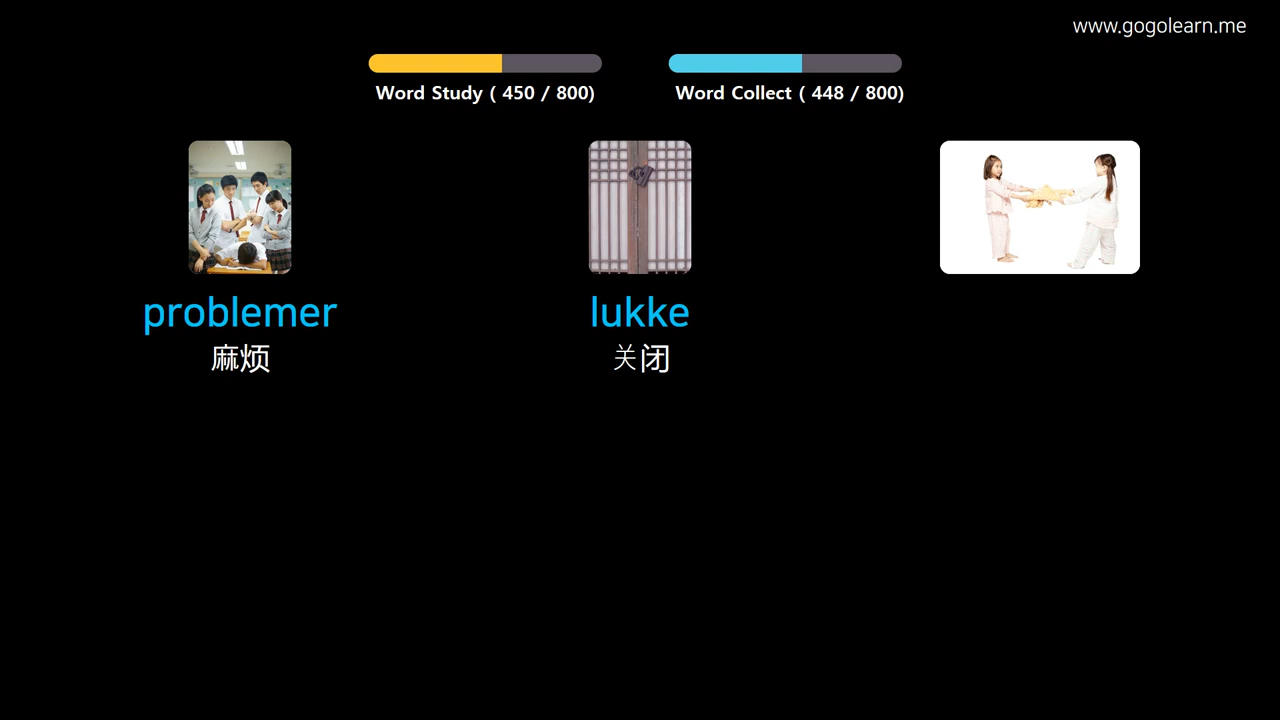 www.gogolearn.me
Word Study ( 450 / 800)
Word Collect ( 448 / 800)
problemer
lukke
麻烦
关闭